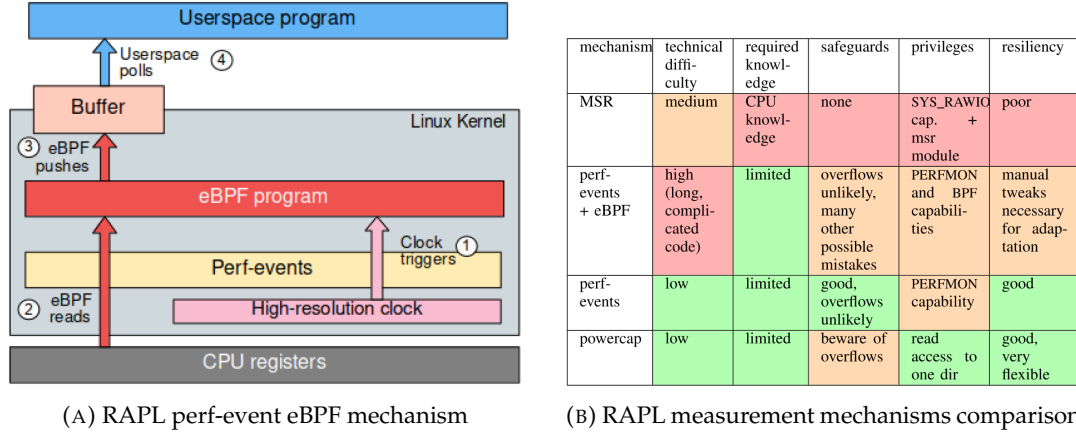 Userspace program
Userspace
polls
④
Buffer
Linux Kernel
③ eBPF
pushes
eBPF program
Clock
triggers
①
Perf-events
② eBPF
reads
High-resolution clock
CPU registers
(A) RAPL perf-event eBPF mechanism
mechanism
technical
diffi-
culty
required
knowl-
edge
safeguards
privileges
resiliency
MSR
medium
CPU
knowl-
edge
none
SYS_RAWIO
cap. +
msr
module
poor
perf-
events
+ eBPF
high
(long,
compli-
cated
code)
limited
overflows
unlikely,
many
other
possible
mistakes
PERFMON
and BPF
capabili-
ties
manual
tweaks
necessary
for adap-
tation
perf-
events
low
limited
good,
overflows
unlikely
PERFMON
capability
good
powercap
low
limited
beware of
overflows
read
access to
one dir
good,
very
flexible
(B) RAPL measurement mechanisms comparison